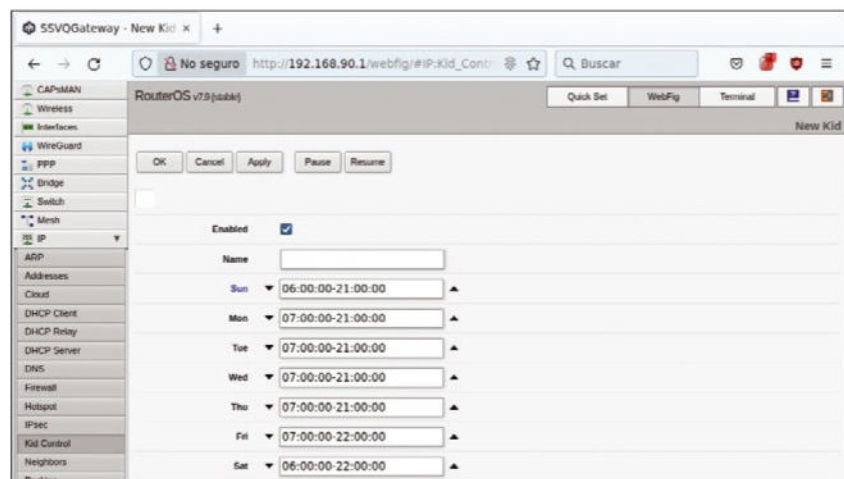 SSVQGateway - New Kid × +
No seguro http://192.168.90.1/webfig/#IP:Kid_Contr
Buscar
CAPsMAN
Wireless
Interfaces
WireGuard
PPP
Bridge
Switch
Mesh
IP
ARP
Addresses
Cloud
DHCP Client
DHCP Relay
DHCP Server
DNS
Firewall
Hotspot
IPsec
Kid Control
Neighbors
RouterOS v7.9 (stable)
Quick Set WebFig Terminal
New Kid
OK Cancel Apply Pause Resume
Enabled
Name
Sun 06:00:00-21:00:00
Mon 07:00:00-21:00:00
Tue 07:00:00-21:00:00
Wed 07:00:00-21:00:00
Thu 07:00:00-21:00:00
Fri 07:00:00-22:00:00
Sat 06:00:00-22:00:00